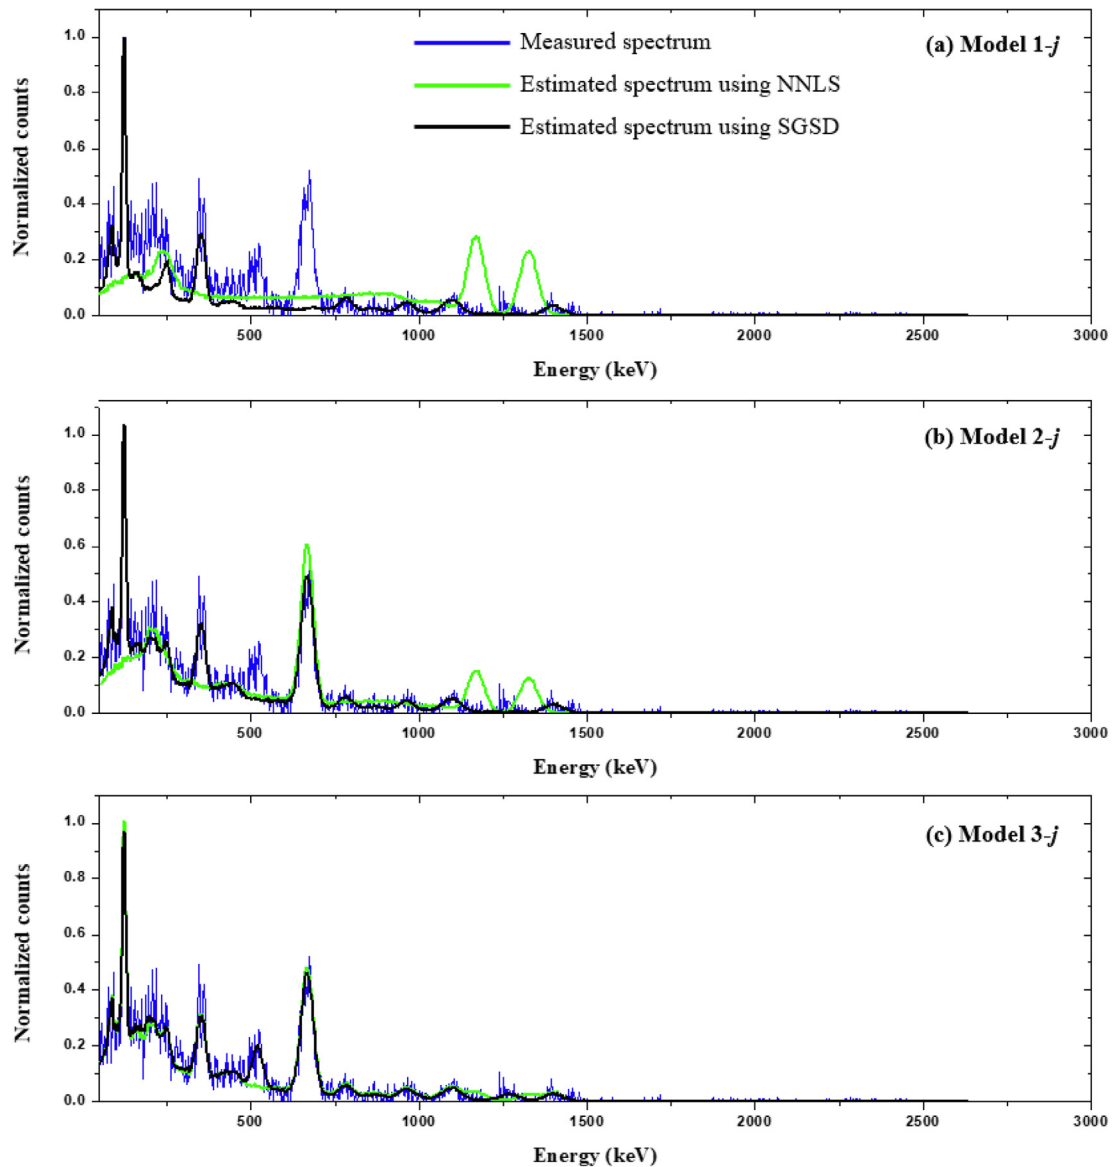 (a) Model 1-j
Measured spectrum
Estimated spectrum using NNLS
Estimated spectrum using SGSD
Normalized counts
1.0
0.8
0.6
0.4
0.2
0.0
500 750 1000 1250 1500 1750 2000 2250 2500 3000
Energy (keV)
(b) Model 2-j
Normalized counts
1.0
0.8
0.6
0.4
0.2
0.0
500 1000 1500 2000 2500 3000
Energy (keV)
(c) Model 3-j
Normalized counts
1.0
0.8
0.6
0.4
0.2
0.0
500 1000 1500 2000 2500 3000
Energy (keV)